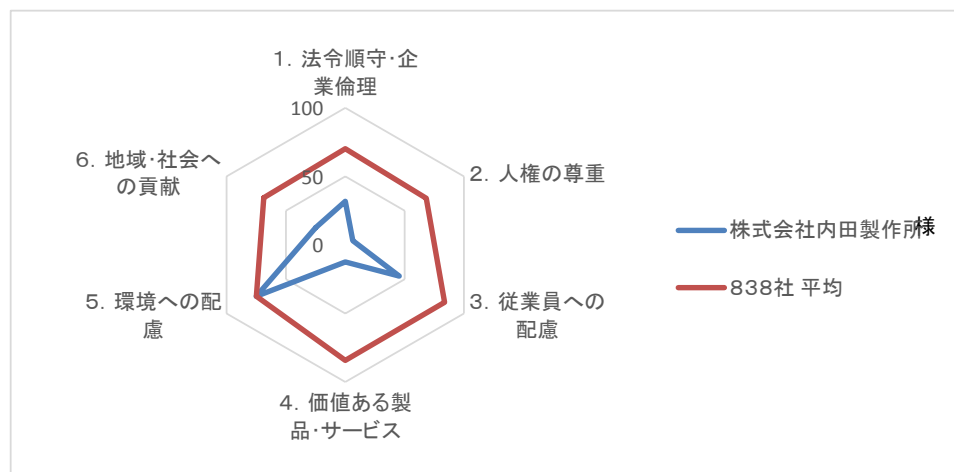 1. 法令順守・企
業倫理
100
6. 地域・社会へ
の貢献
50
2. 人権の尊重
株式会社内田製作所様
0
838社 平均
5. 環境への配
慮
3. 従業員への
配慮
4. 価値ある製
品・サービス